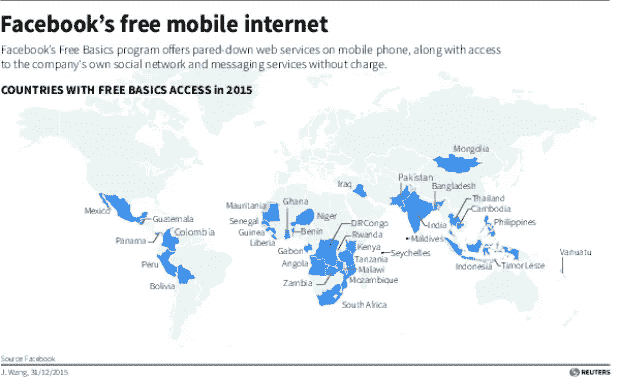 Facebook's free mobile internet
Facebook's Free Basics program offers pared-down web services on mobile phone, along with access
to the company's own social network and messaging services without charge.
COUNTRIES WITH FREE BASICS ACCESS in 2015
Mongolia
Pakistan
Iraq
Bangladesh
Ghana
Thailand
Mauritania
Cambodia
Mexico
Niger
Guatemala
Senegal
DR Congo
Philippines
India
Guinea
Benin
Rwanda
Panama
Colombia
Liberia
Maldives
Kenya
Gabon
Seychelles
Vanuatu
Tanzania
Peru
Angola
Malawi
Indonesia
Timor Leste
Mozambique
Zambia
Bolivia
South Africa
Source Facebook
J. Wang, 31/12/2015
REUTERS